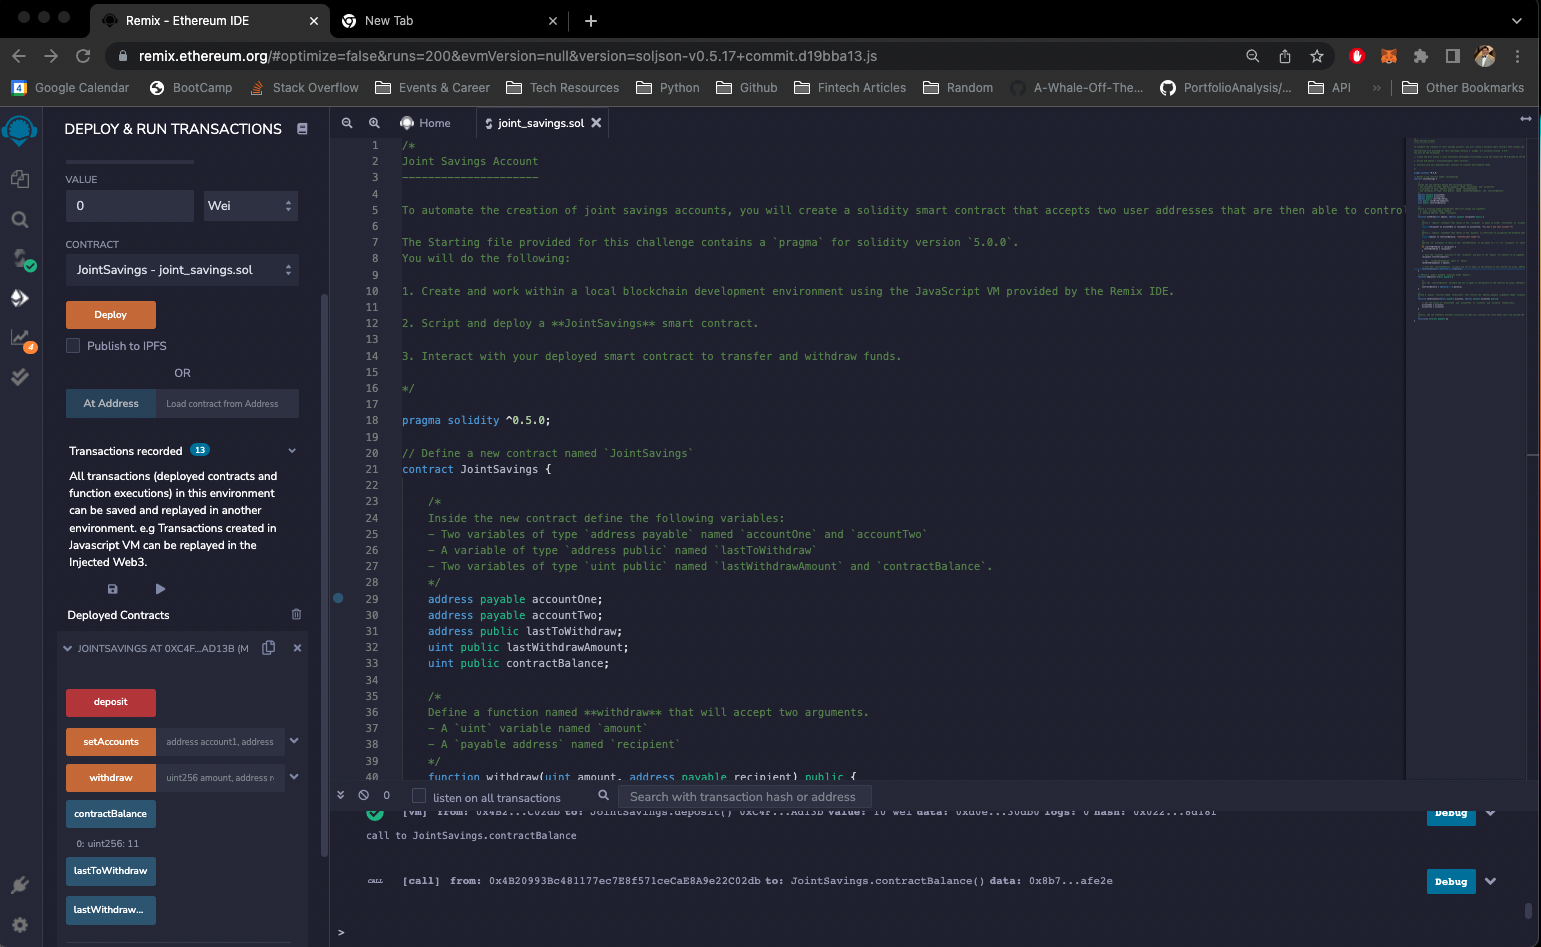 Remix - Ethereum IDE
New Tab
remix.ethereum.org/#optimize=false&runs=200&evmVersion=null&version=soljson-v0.5.17+commit.d19bba13.js
Google Calendar
BootCamp
Stack Overflow
Events & Career
Tech Resources
Python
Github
Fintech Articles
Random
A-Whale-Off-The...
PortfolioAnalysis/...
API
Other Bookmarks
DEPLOY & RUN TRANSACTIONS
VALUE
0
Wei
CONTRACT
JointSavings - joint_savings.sol
Deploy
Publish to IPFS
OR
At Address
Load contract from Address
Transactions recorded 13
All transactions (deployed contracts and
function executions) in this environment
can be saved and replayed in another
environment. e.g Transactions created in
Javascript VM can be replayed in the
Injected Web3.
Deployed Contracts
JOINTSAVINGS AT 0XC4F...AD13B (M
deposit
setAccounts
address account1, address
withdraw
uint256 amount, address r
contractBalance
0: uint256: 11
lastToWithdraw
lastWithdraw...
4
Home
joint_savings.sol
1 /*
2 Joint Savings Account
3 ---------------------
4
5 To automate the creation of joint savings accounts, you will create a solidity smart contract that accepts two user addresses that are then able to contro
6
7 The Starting file provided for this challenge contains a `pragma` for solidity version `5.0.0`.
8 You will do the following:
9
10 1. Create and work within a local blockchain development environment using the JavaScript VM provided by the Remix IDE.
11
12 2. Script and deploy a **JointSavings** smart contract.
13
14 3. Interact with your deployed smart contract to transfer and withdraw funds.
15
16 */
17
18 pragma solidity ^0.5.0;
19
20 // Define a new contract named `JointSavings`
21 contract JointSavings {
22
23 /*
24 Inside the new contract define the following variables:
25 - Two variables of type `address payable` named `accountOne` and `accountTwo`
26 - A variable of type `address public` named `lastToWithdraw`
27 - Two variables of type `uint public` named `lastWithdrawAmount` and `contractBalance`.
28 */
29 address payable accountOne;
30 address payable accountTwo;
31 address public lastToWithdraw;
32 uint public lastWithdrawAmount;
33 uint public contractBalance;
34
35 /*
36 Define a function named **withdraw** that will accept two arguments.
37 - A `uint` variable named `amount`
38 - A `payable address` named `recipient`
39 */
40 function withdraw(uint amount, address payable recipient) public {
0
listen on all transactions
Search with transaction hash or address
[vm] from: 0x4B2...C02db to: JointSavings.deposit() 0xC4F...Ad13b value: 10 wei data: 0xd0e...30db0 logs: 0 hash: 0x022...8df8f
Debug
call to JointSavings.contractBalance
CALL [call] from: 0x4B20993Bc481177ec7E8f571ceCaE8A9e22C02db to: JointSavings.contractBalance() data: 0x8b7...afe2e
Debug
>